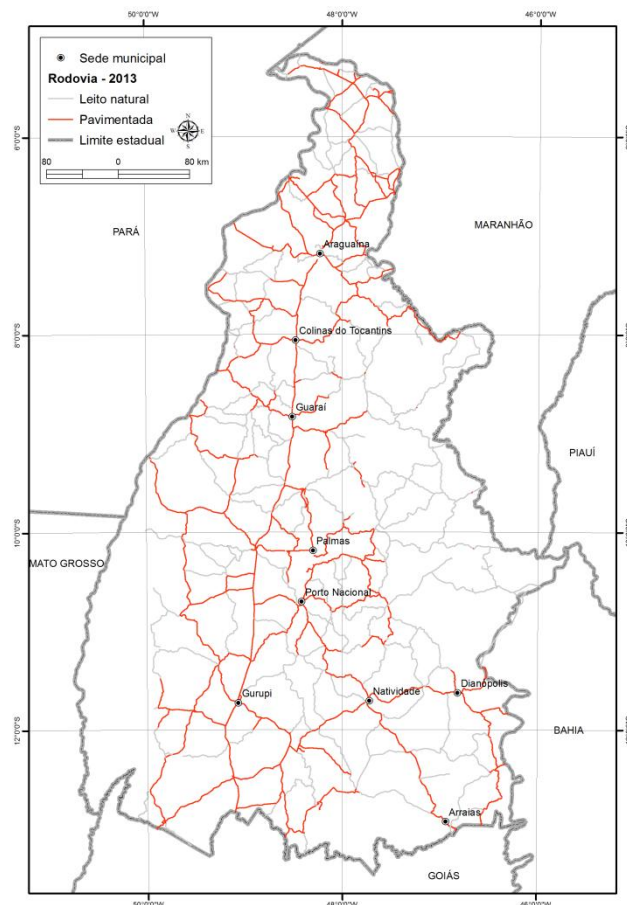 50°0'0"O 48°0'0"O 46°0'0"O
Sede municipal
Rodovia - 2013
Leito natural
Pavimentada
Limite estadual
N
W E
S
80 0 80 km
6°0'0"S
PARÁ
MARANHÃO
Araguaína
8°0'0"S
Colinas do Tocantins
Guaraí
PIAUÍ
10°0'0"S
Palmas
MATO GROSSO
Porto Nacional
Dianópolis
Gurupi
Natividade
12°0'0"S
BAHIA
Arraias
GOIÁS